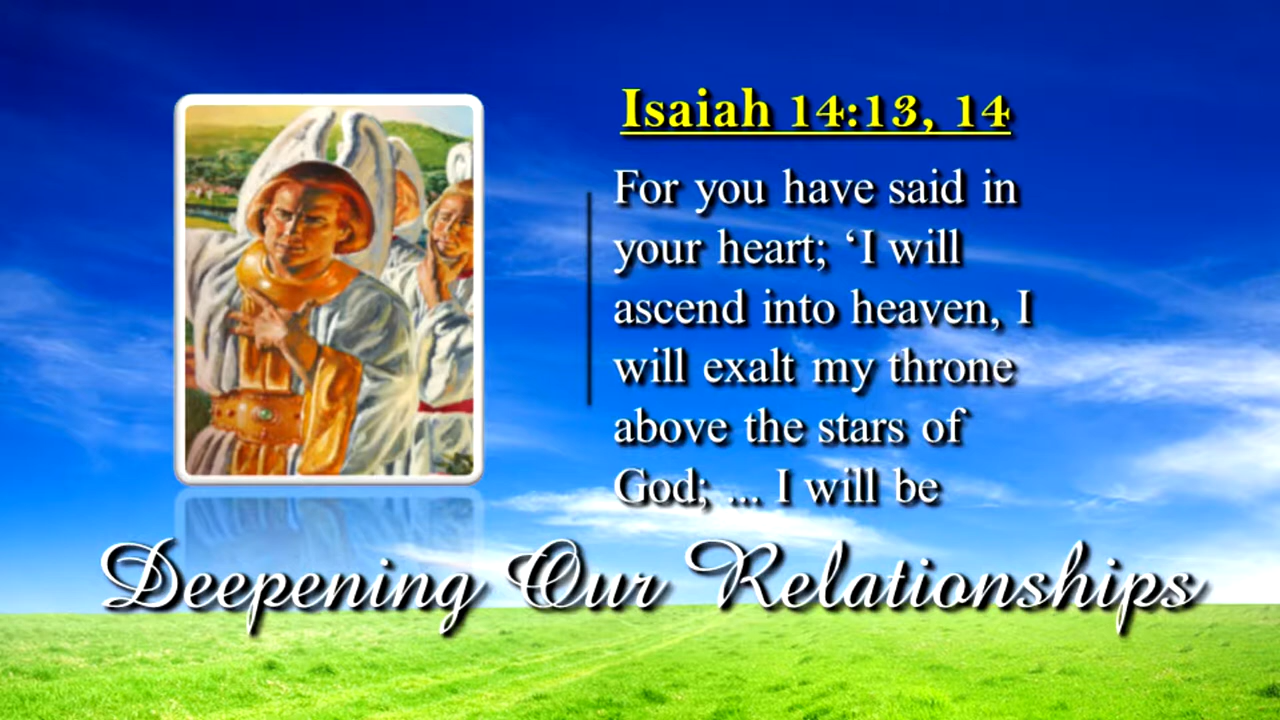 Isaiah 14:13, 14
For you have said in
your heart; ‘I will
ascend into heaven, I
will exalt my throne
above the stars of
God; ... I will be
Deepening Our Relationships